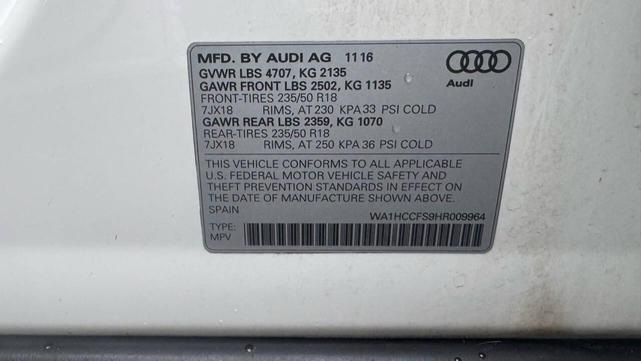 MFD. BY AUDI AG 11 16
GVWR LBS 4707, KG 2135
GAWR FRONT LBS 2502, KG 1135
FRONT-TIRES 235/50 R18
7JX18 RIMS, AT 230 KPA 33 PSI COLD
GAWR REAR LBS 2359, KG 1070
REAR-TIRES 235/50 R18
7JX18 RIMS, AT 250 KPA 36 PSI COLD
Audi
THIS VEHICLE CONFORMS TO ALL APPLICABLE
U.S. FEDERAL MOTOR VEHICLE SAFETY AND
THEFT PREVENTION STANDARDS IN EFFECT ON
THE DATE OF MANUFACTURE SHOWN ABOVE.
SPAIN WA1HCCFS9HR009964
TYPE:
MPV